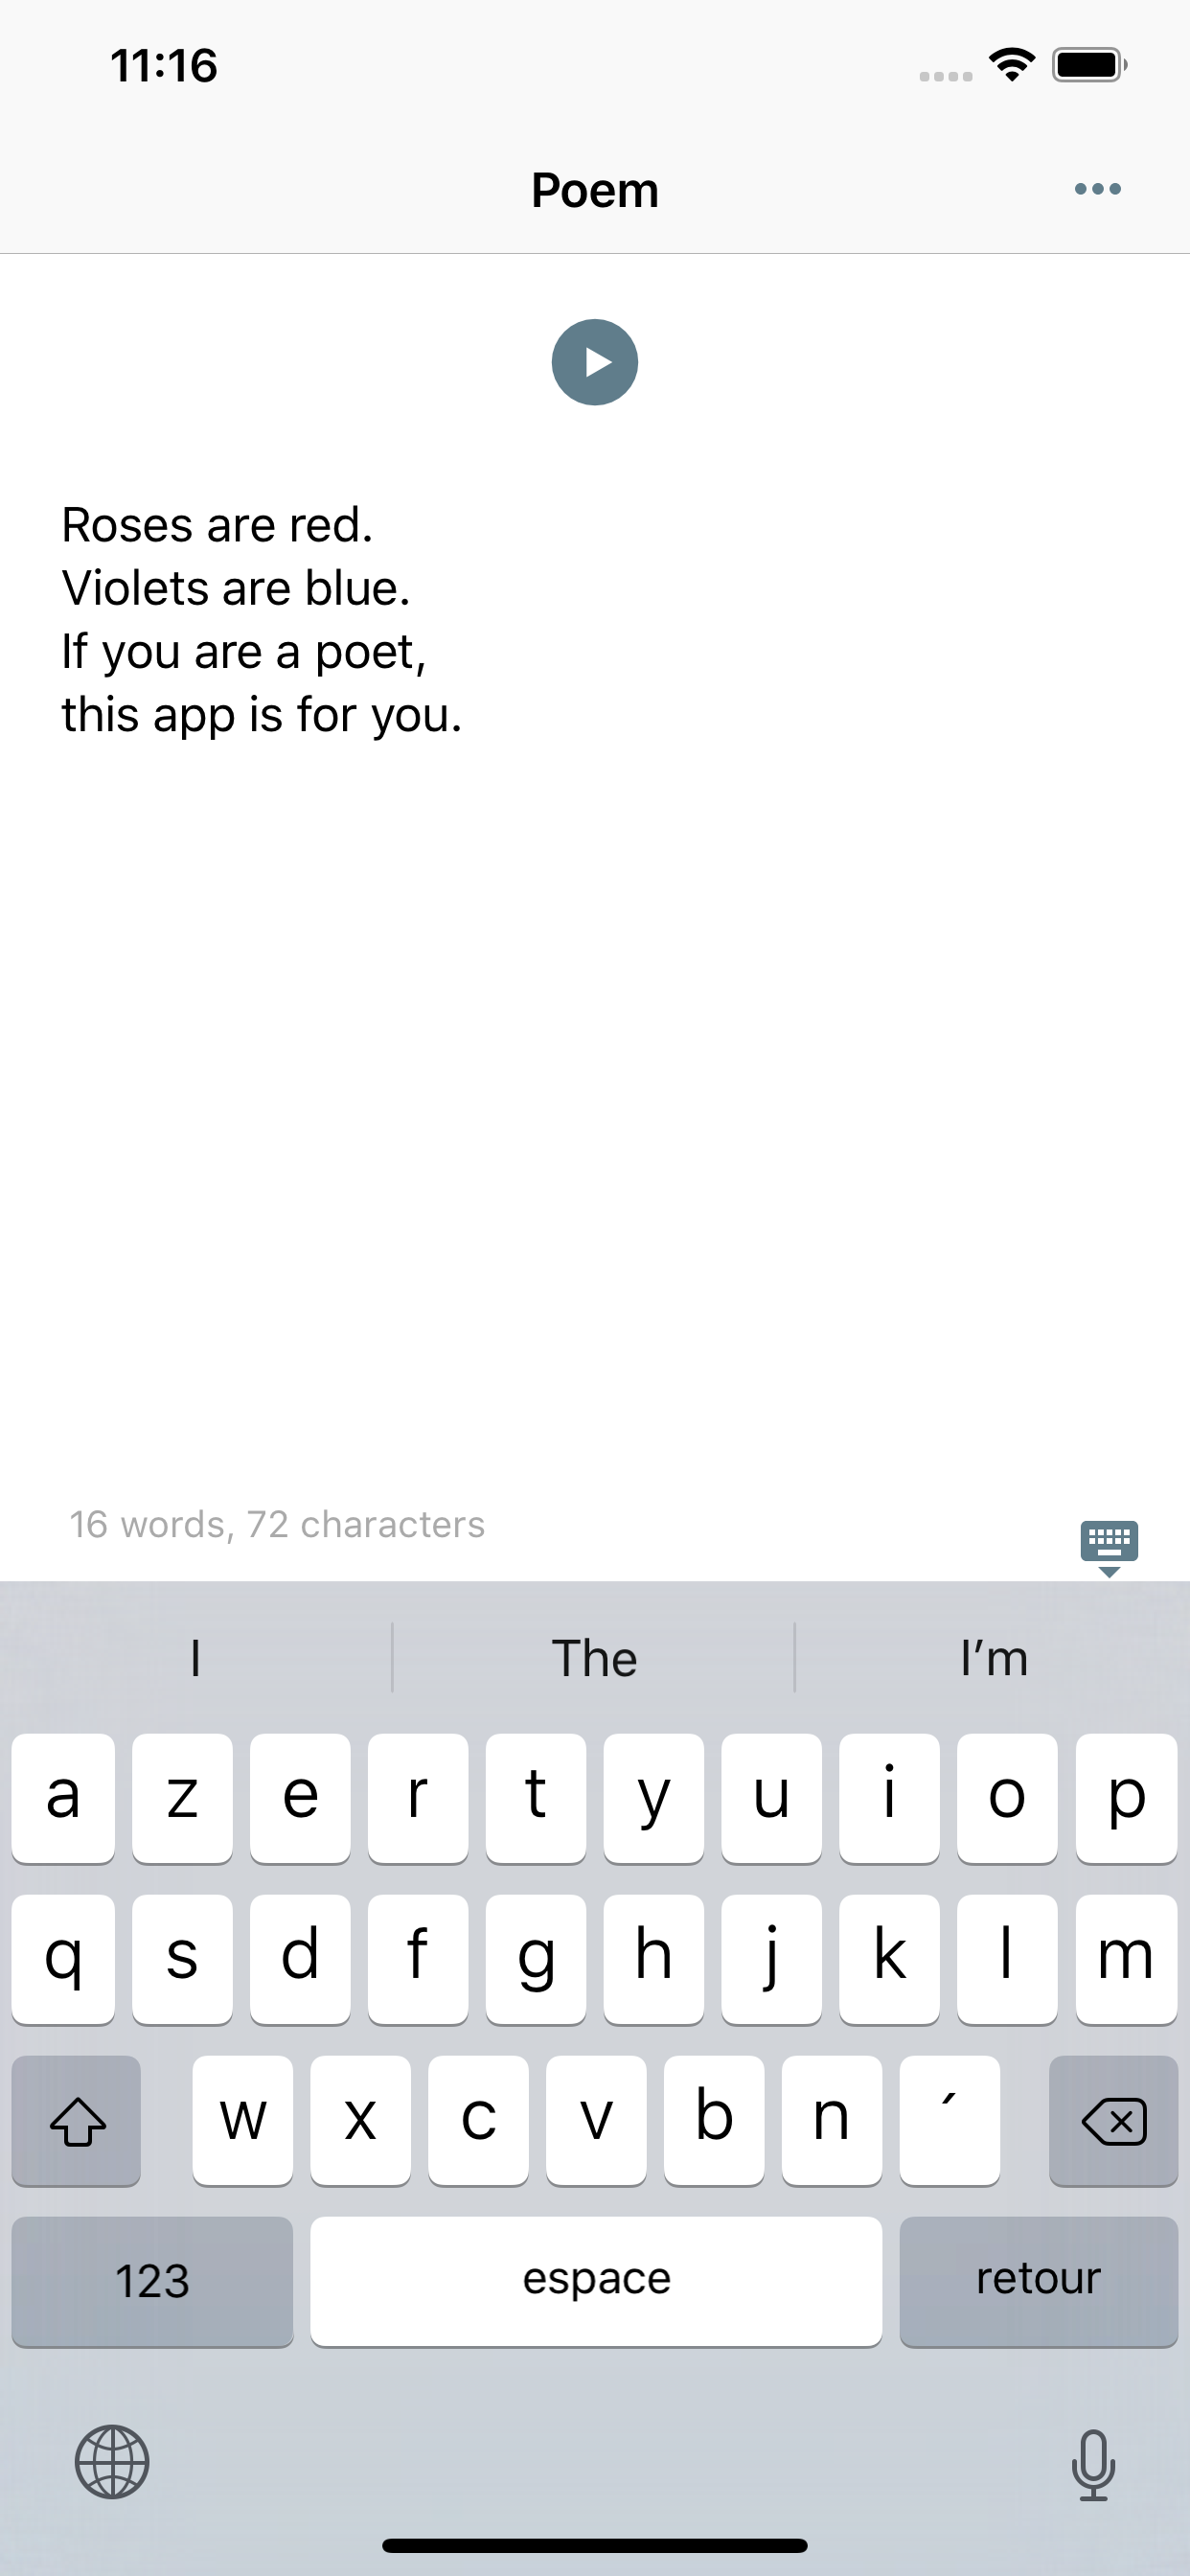 11:16
Poem
Roses are red.
Violets are blue.
If you are a poet,
this app is for you.
16 words, 72 characters
I The I’m
a z e r t y u i o p
q s d f g h j k l m
w x c v b n ´
123 espace retour